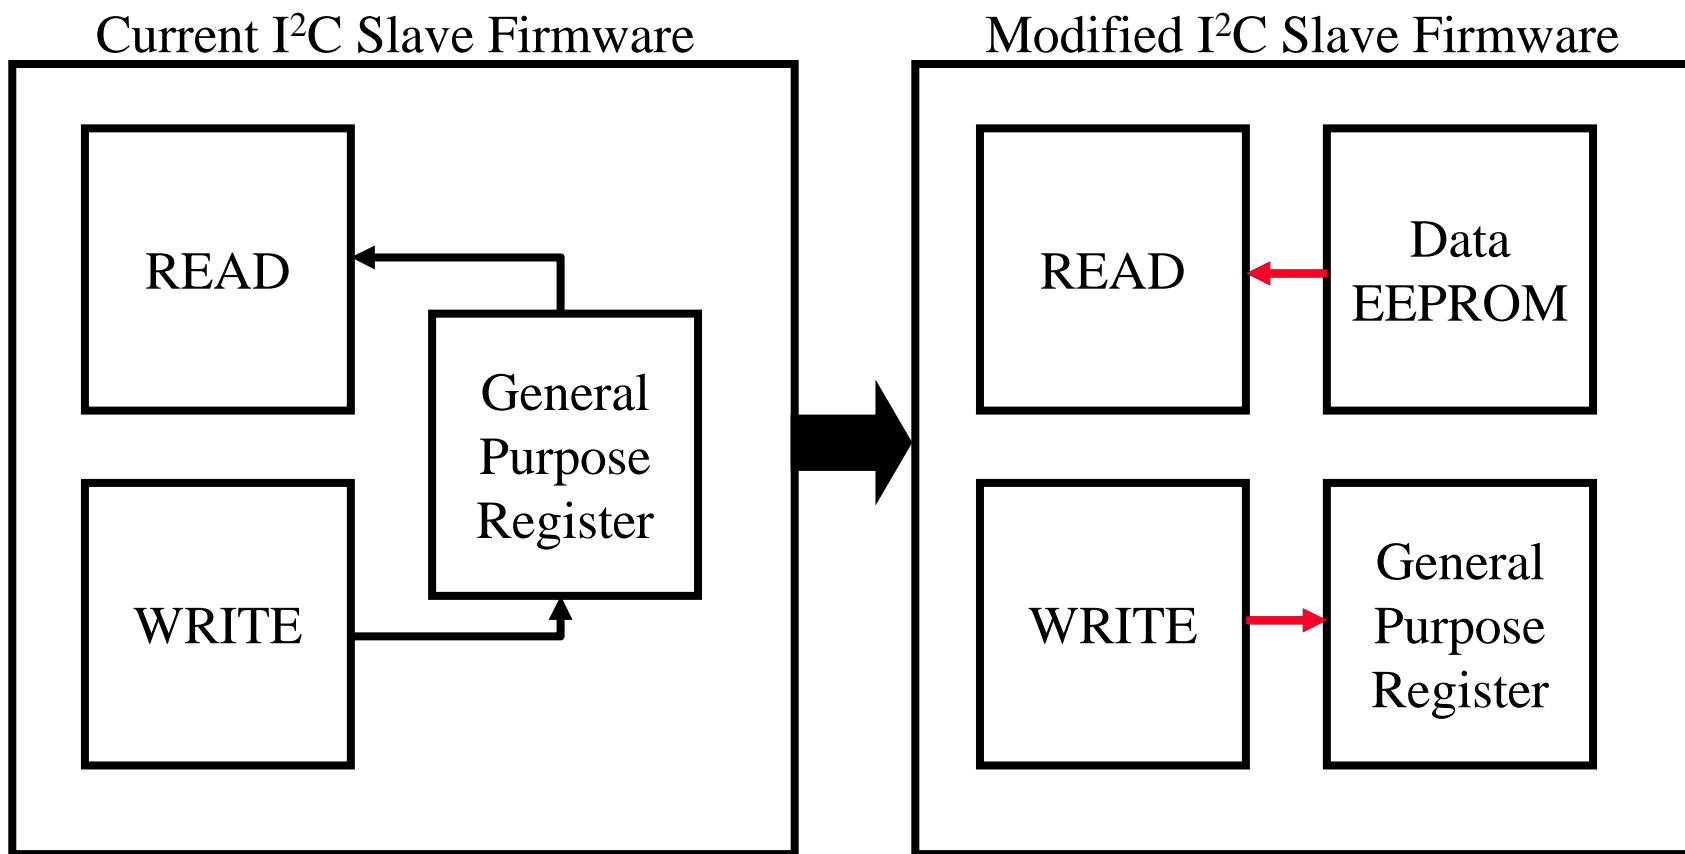 Current I²C Slave Firmware
READ
General
Purpose
Register
WRITE
Modified I²C Slave Firmware
READ
Data
EEPROM
WRITE
General
Purpose
Register